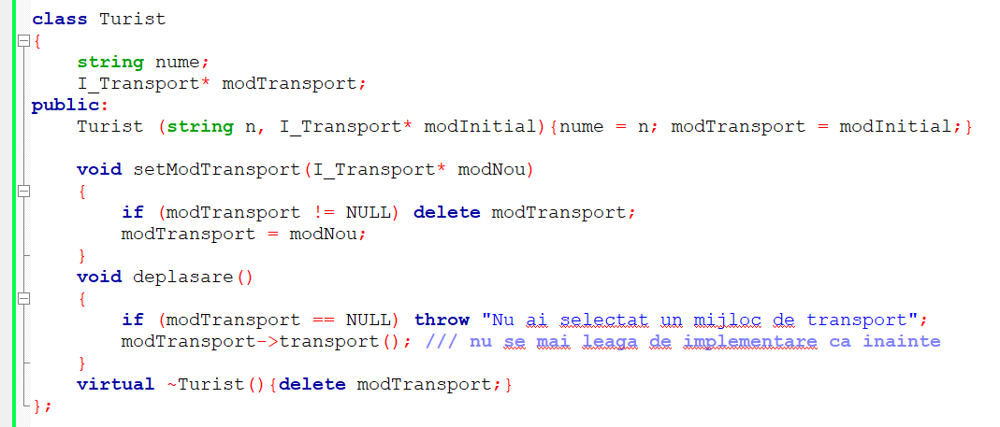 class Turist
{
    string nume;
    I_Transport* modTransport;
public:
    Turist (string n, I_Transport* modInitial){nume = n; modTransport = modInitial;}

    void setModTransport(I_Transport* modNou)
    {
        if (modTransport != NULL) delete modTransport;
        modTransport = modNou;
    }
    void deplasare()
    {
        if (modTransport == NULL) throw "Nu ai selectat un mijloc de transport";
        modTransport->transport(); /// nu se mai leaga de implementare ca inainte
    }
    virtual ~Turist(){delete modTransport;}
};